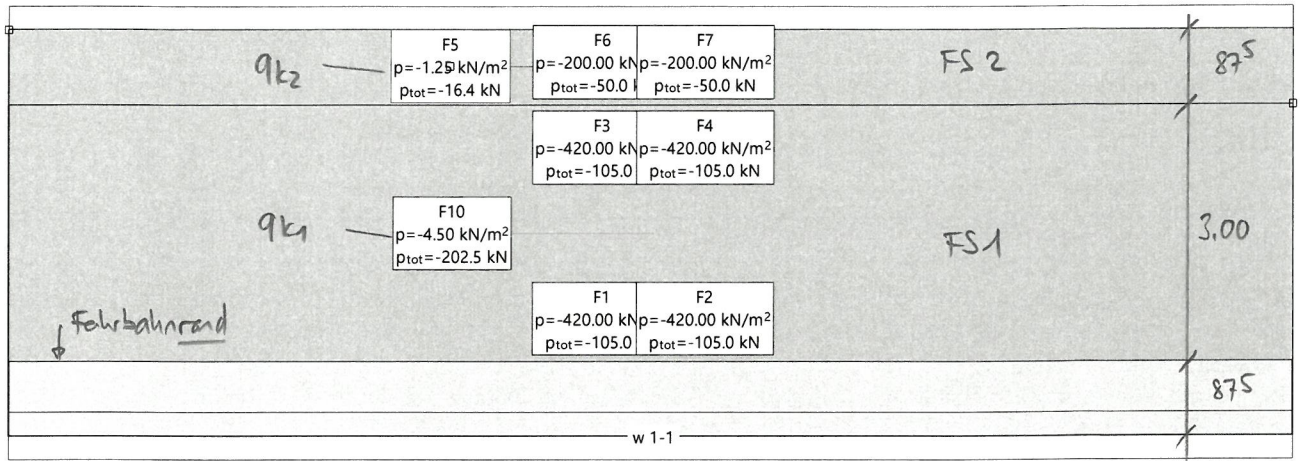 qk2
F5
p=-1.25 kN/m²
ptot=-16.4 kN
F6
p=-200.00 kN
ptot=-50.0
F7
p=-200.00 kN/m²
ptot=-50.0 kN
FS 2
87⁵
F3
p=-420.00 kN
ptot=-105.0
F4
p=-420.00 kN/m²
ptot=-105.0 kN
qk1
F10
p=-4.50 kN/m²
ptot=-202.5 kN
FS1
3.00
F1
p=-420.00 kN
ptot=-105.0
F2
p=-420.00 kN/m²
ptot=-105.0 kN
Fahrbahnrand
87⁵
w 1-1